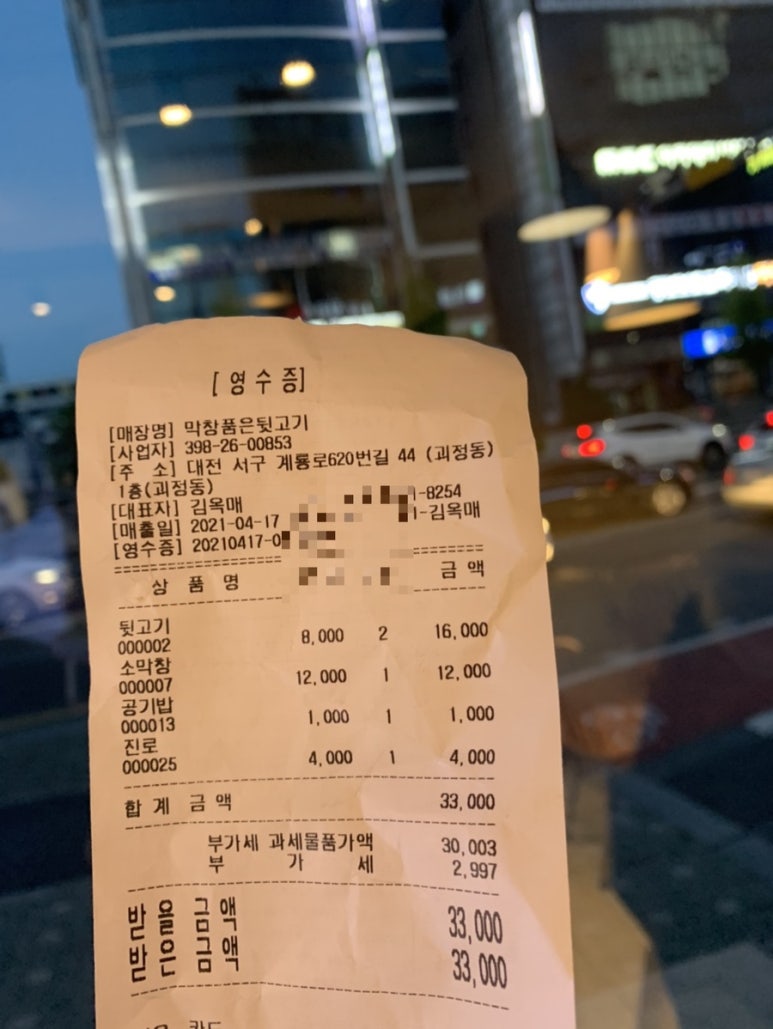 [영수증]
[매장명] 막창품은뒷고기
[사업자] 398-26-00853
[주 소] 대전 서구 계룡로620번길 44 (괴정동)
1층(괴정동)
[대표자] 김옥매 -8254
[매출일] 2021-04-17 -김옥매
[영수증] 20210417-0
상 품 명 금 액
뒷고기
000002 8,000 2 16,000
소막창
000007 12,000 1 12,000
공기밥
000013 1,000 1 1,000
진로
000025 4,000 1 4,000
합 계 금 액 33,000
부가세 과세물품가액 30,003
부 가 세 2,997
받을 금액 33,000
받은 금액 33,000
카드